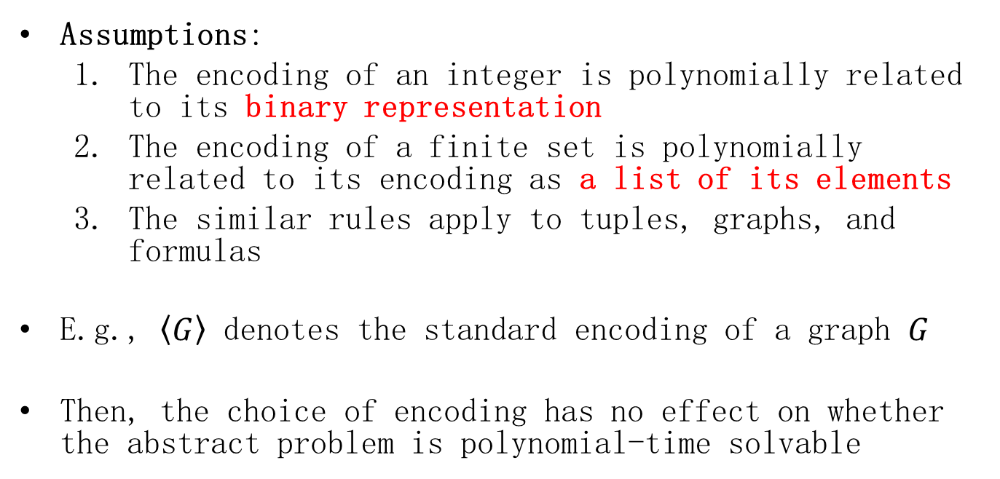 • Assumptions:
1. The encoding of an integer is polynomially related
to its binary representation
2. The encoding of a finite set is polynomially
related to its encoding as a list of its elements
3. The similar rules apply to tuples, graphs, and
formulas
• E.g., ⟨G⟩ denotes the standard encoding of a graph G
• Then, the choice of encoding has no effect on whether
the abstract problem is polynomial-time solvable